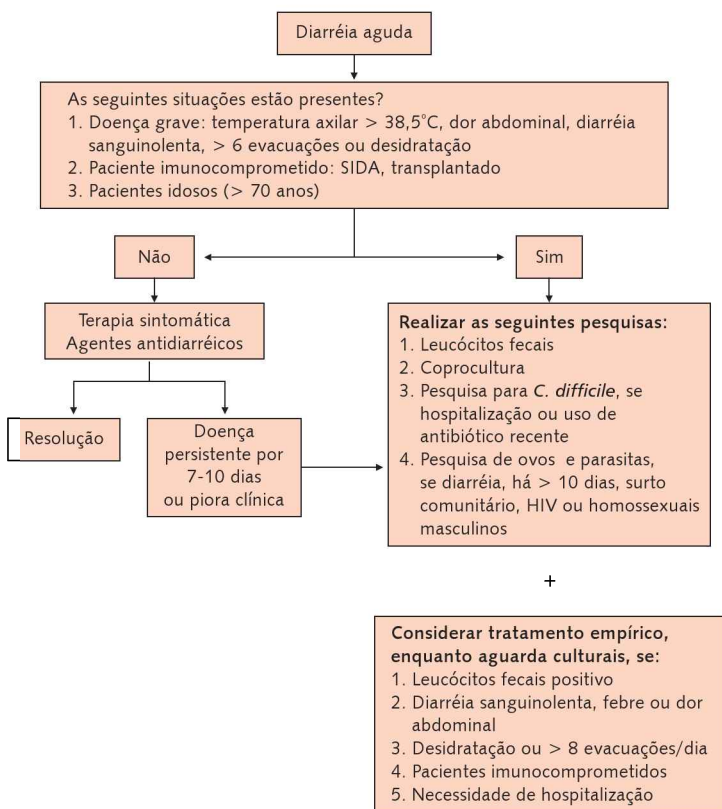 Diarréia aguda
As seguintes situações estão presentes?
1. Doença grave: temperatura axilar > 38,5°C, dor abdominal, diarréia
sanguinolenta, > 6 evacuações ou desidratação
2. Paciente imunocomprometido: SIDA, transplantado
3. Pacientes idosos (> 70 anos)
Não
Sim
Terapia sintomática
Agentes antidiarréicos
Resolução
Doença
persistente por
7-10 dias
ou piora clínica
Realizar as seguintes pesquisas:
1. Leucócitos fecais
2. Coprocultura
3. Pesquisa para C. difficile, se
hospitalização ou uso de
antibiótico recente
4. Pesquisa de ovos e parasitas,
se diarréia, há > 10 dias, surto
comunitário, HIV ou homossexuais
masculinos
+
Considerar tratamento empírico,
enquanto aguarda culturais, se:
1. Leucócitos fecais positivo
2. Diarréia sanguinolenta, febre ou dor
abdominal
3. Desidratação ou > 8 evacuações/dia
4. Pacientes imunocomprometidos
5. Necessidade de hospitalização